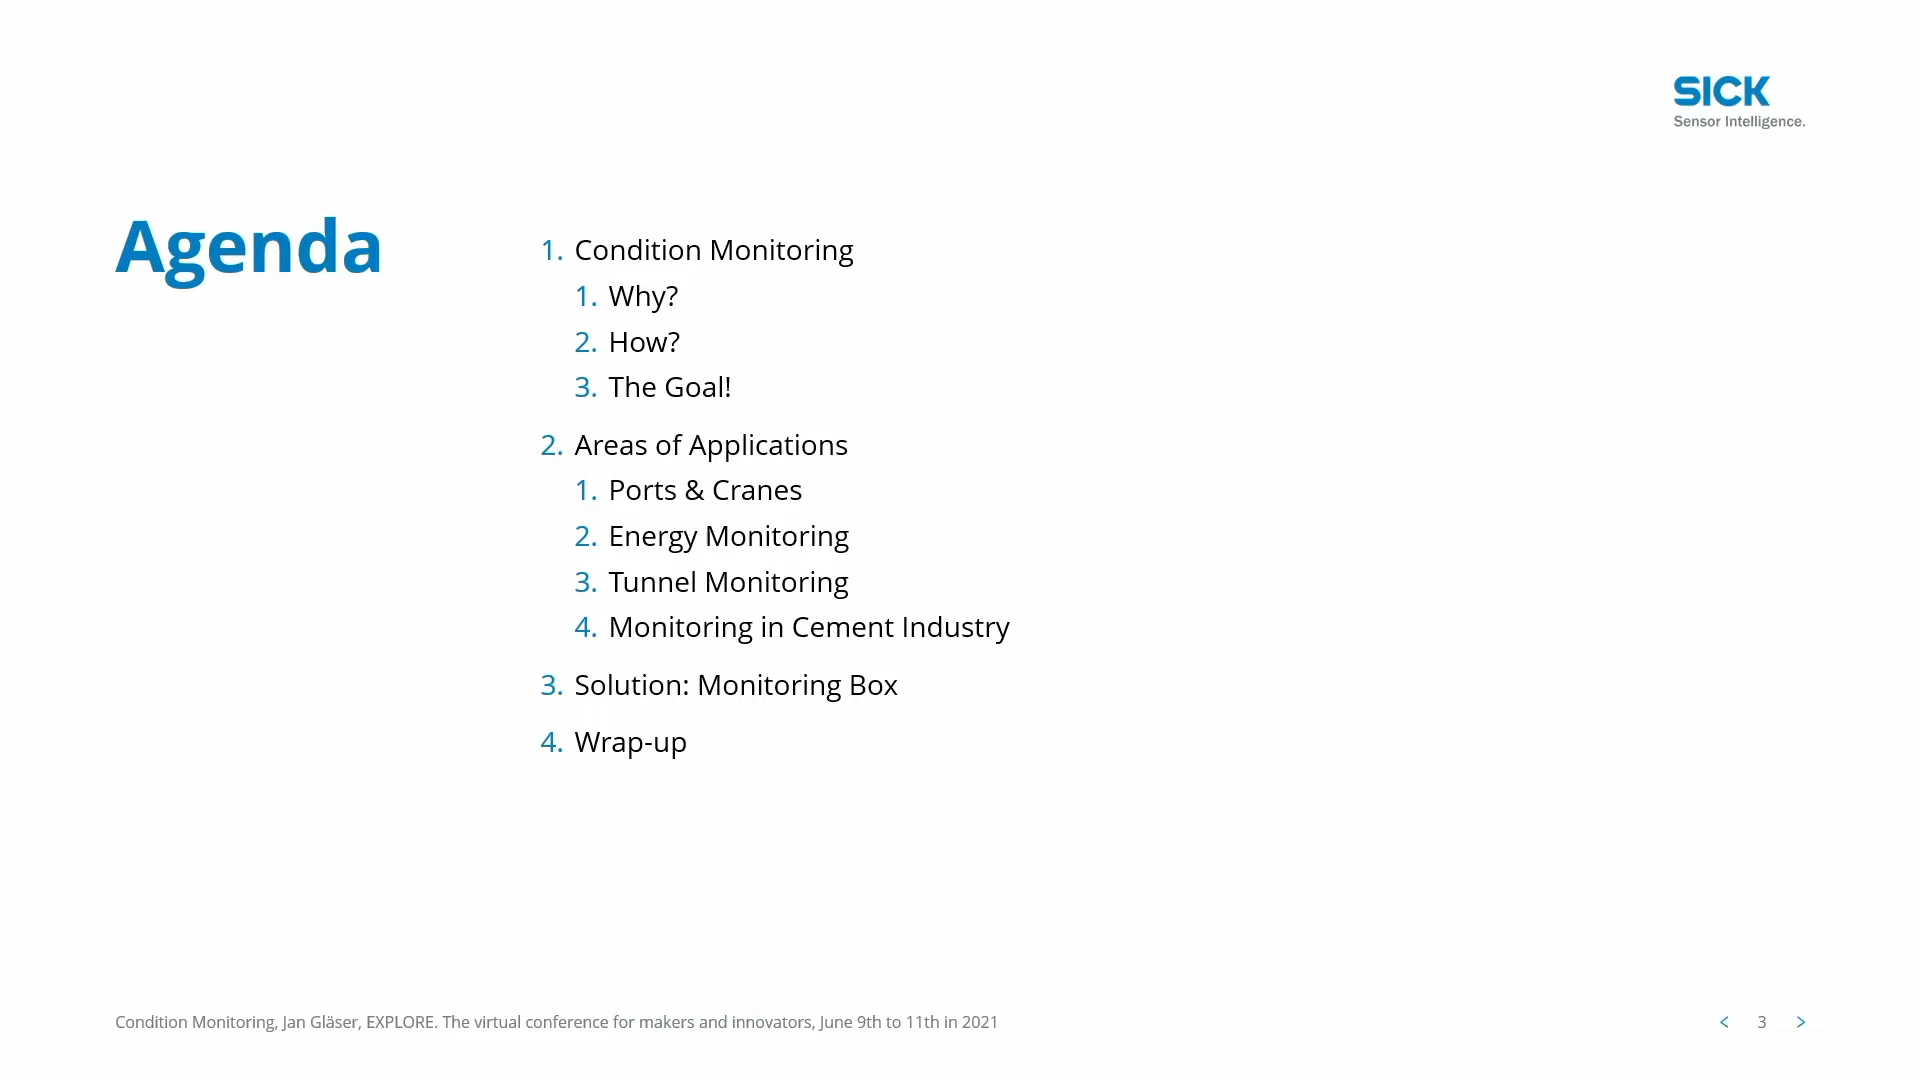 SICK
Sensor Intelligence.
Agenda
1. Condition Monitoring
1. Why?
2. How?
3. The Goal!
2. Areas of Applications
1. Ports & Cranes
2. Energy Monitoring
3. Tunnel Monitoring
4. Monitoring in Cement Industry
3. Solution: Monitoring Box
4. Wrap-up
Condition Monitoring, Jan Gläser, EXPLORE. The virtual conference for makers and innovators, June 9th to 11th in 2021
< 3 >